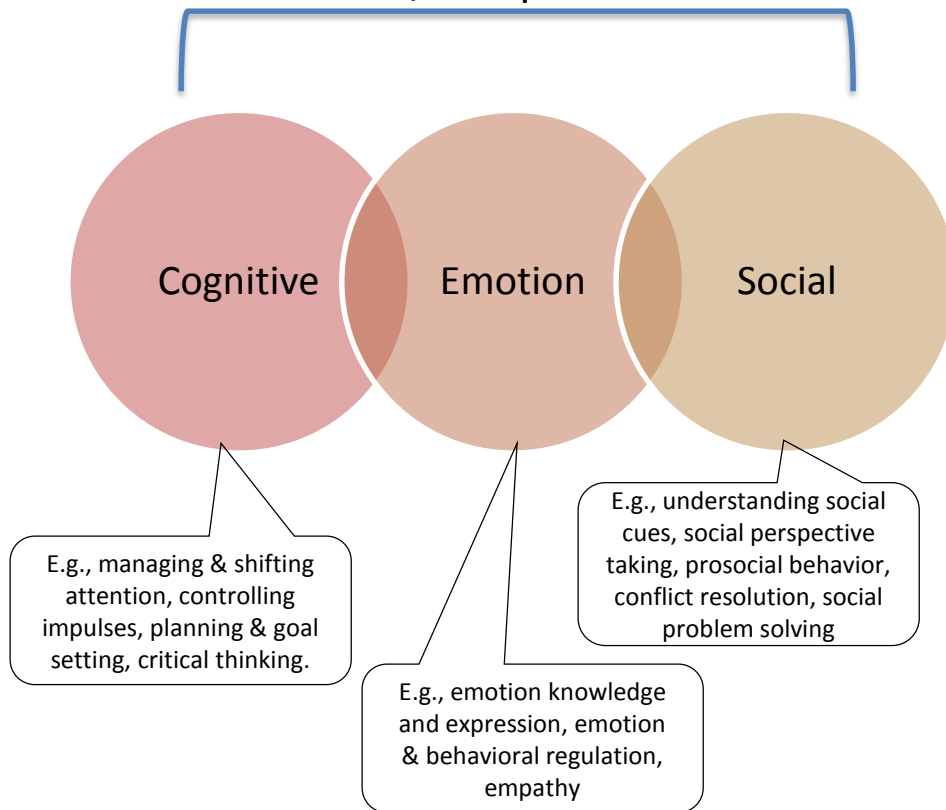 Cognitive
Emotion
Social
E.g., understanding social
cues, social perspective
taking, prosocial behavior,
conflict resolution, social
problem solving
E.g., managing & shifting
attention, controlling
impulses, planning & goal
setting, critical thinking.
E.g., emotion knowledge
and expression, emotion
& behavioral regulation,
empathy